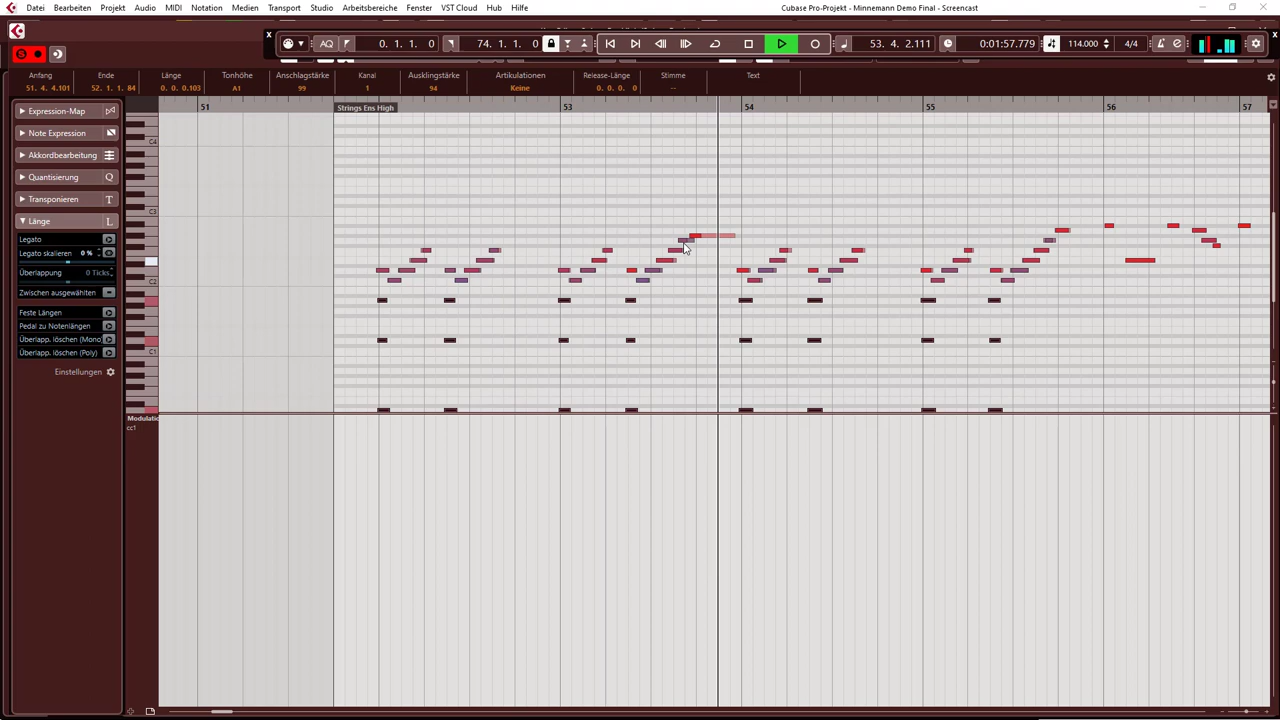 Datei Bearbeiten Projekt Audio MIDI Notation Medien Transport Studio Arbeitsbereiche Fenster VST Cloud Hub Hilfe Cubase Pro-Projekt - Minnemann Demo Final - Screencast
S AQ 0. 1. 1. 0 74. 1. 1. 0 53. 4. 2.111 0:01:57.779 114.000 4/4
Anfang Ende Länge Tonhöhe Anschlagstärke Kanal Ausklingstärke Artikulationen Release-Länge Stimme Text
51. 4. 4.101 52. 1. 1. 84 0. 0. 0.103 A1 99 1 94 Keine 0. 0. 0. 0 --
51 Strings Ens High 53 54 55 56 57
Expression-Map
Note Expression
Akkordbearbeitung
Quantisierung Q
Transponieren T
Länge L
Legato
Legato skalieren 0 %
Überlappung 0 Ticks
Zwischen ausgewählten
Feste Längen
Pedal zu Notenlängen
Überlapp. löschen (Mono
Überlapp. löschen (Poly)
Einstellungen
C4
C3
C2
C1
Modulatic
cc1